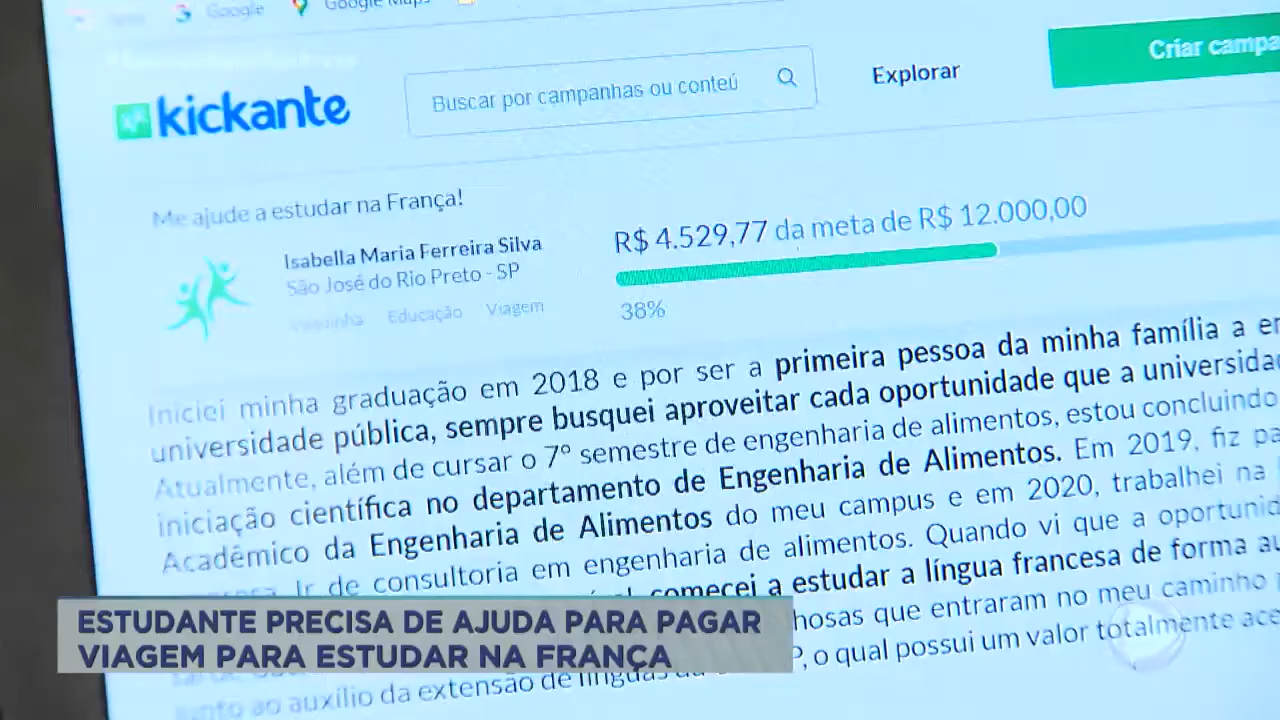 Google
Google Maps
kickante
Buscar por campanhas ou conteú
Explorar
Criar campa
Me ajude a estudar na França!
Isabella Maria Ferreira Silva
São José do Rio Preto - SP
Vaquinha Educação Viagem
R$ 4.529,77 da meta de R$ 12.000,00
38%
Iniciei minha graduação em 2018 e por ser a primeira pessoa da minha família a en
universidade pública, sempre busquei aproveitar cada oportunidade que a universida
Atualmente, além de cursar o 7º semestre de engenharia de alimentos, estou concluindo
iniciação científica no departamento de Engenharia de Alimentos. Em 2019, fiz pa
Acadêmico da Engenharia de Alimentos do meu campus e em 2020, trabalhei na
Jr de consultoria em engenharia de alimentos. Quando vi que a oportunid
comecei a estudar a língua francesa de forma au
hosas que entraram no meu caminho
P, o qual possui um valor totalmente ace
junto ao auxílio da extensão de línguas
ESTUDANTE PRECISA DE AJUDA PARA PAGAR
VIAGEM PARA ESTUDAR NA FRANÇA